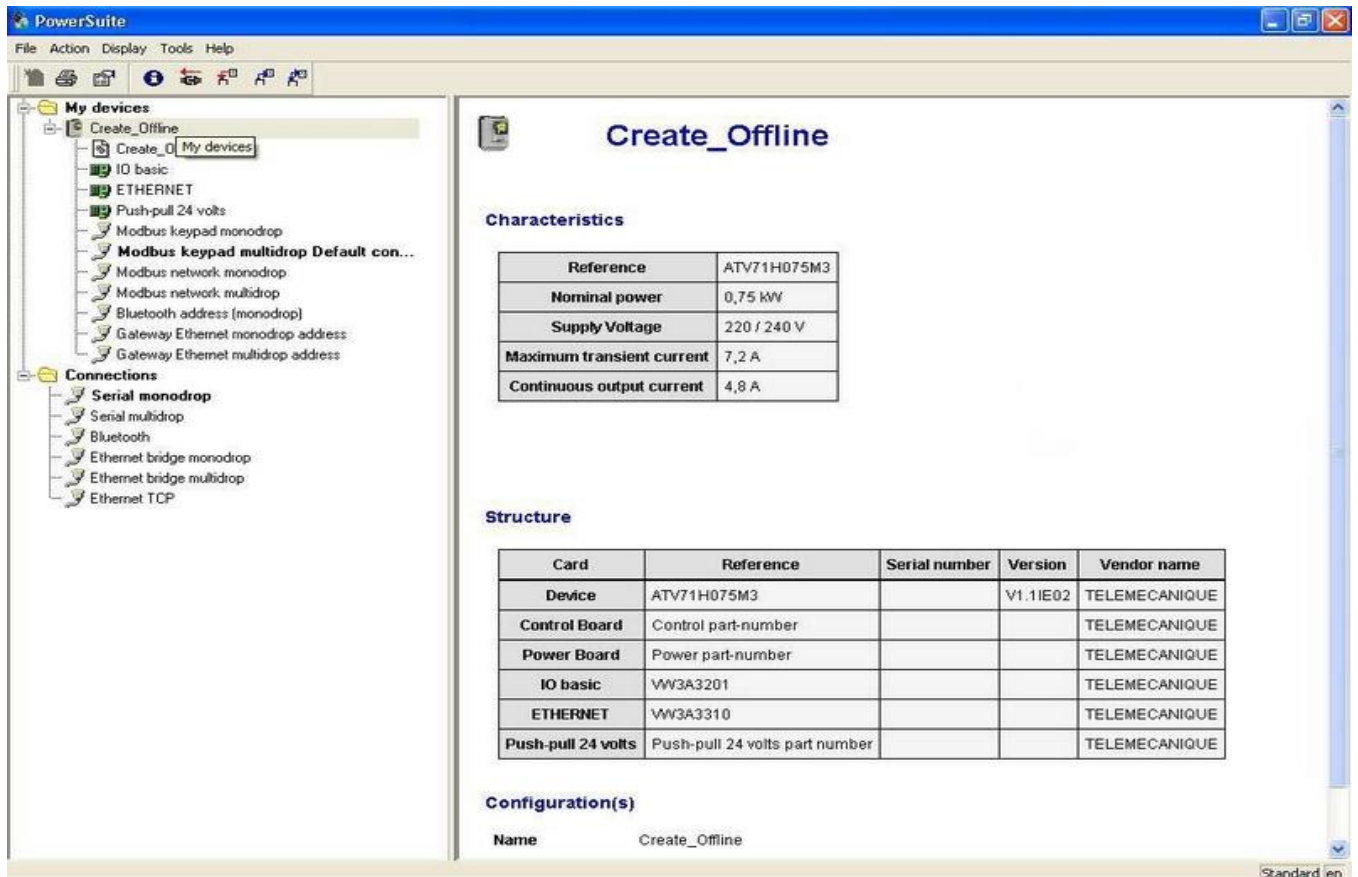 PowerSuite
File Action Display Tools Help
My devices
Create_Offline
Create_O
My devices
IO basic
ETHERNET
Push-pull 24 volts
Modbus keypad monodrop
Modbus keypad multidrop Default con...
Modbus network monodrop
Modbus network multidrop
Bluetooth address (monodrop)
Gateway Ethernet monodrop address
Gateway Ethernet multidrop address
Connections
Serial monodrop
Serial multidrop
Bluetooth
Ethernet bridge monodrop
Ethernet bridge multidrop
Ethernet TCP
Create_Offline
Characteristics
Reference ATV71H075M3
Nominal power 0,75 kW
Supply Voltage 220 / 240 V
Maximum transient current 7,2 A
Continuous output current 4,8 A
Structure
Card Reference Serial number Version Vendor name
Device ATV71H075M3 V1.1IE02 TELEMECANIQUE
Control Board Control part-number TELEMECANIQUE
Power Board Power part-number TELEMECANIQUE
IO basic VW3A3201 TELEMECANIQUE
ETHERNET VW3A3310 TELEMECANIQUE
Push-pull 24 volts Push-pull 24 volts part number TELEMECANIQUE
Configuration(s)
Name Create_Offline
Standard en